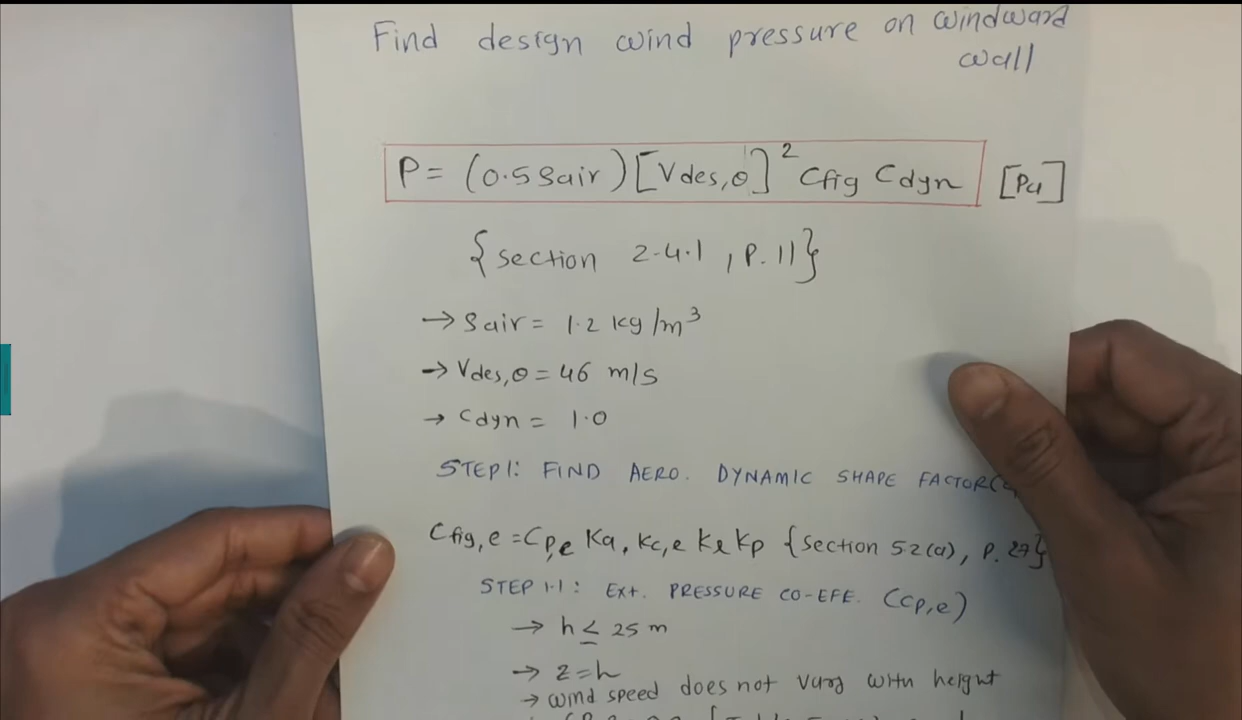 Find design wind pressure on windward
wall
P = (0.5 ρair) [Vdes,θ]² Cfig Cdyn [Pa]
{section 2.4.1, P.11}
→ ρair = 1.2 kg/m³
→ Vdes,θ = 46 m/s
→ Cdyn = 1.0
STEP 1: FIND AERO. DYNAMIC SHAPE FACTOR(
Cfig,e = Cp,e Ka, Kc,e Kl Kp {section 5.2(a), P. 27}
STEP 1.1: Ext. PRESSURE CO-EFE. (Cp,e)
→ h ≤ 25 m
→ z=h
→ wind speed does not vary with height